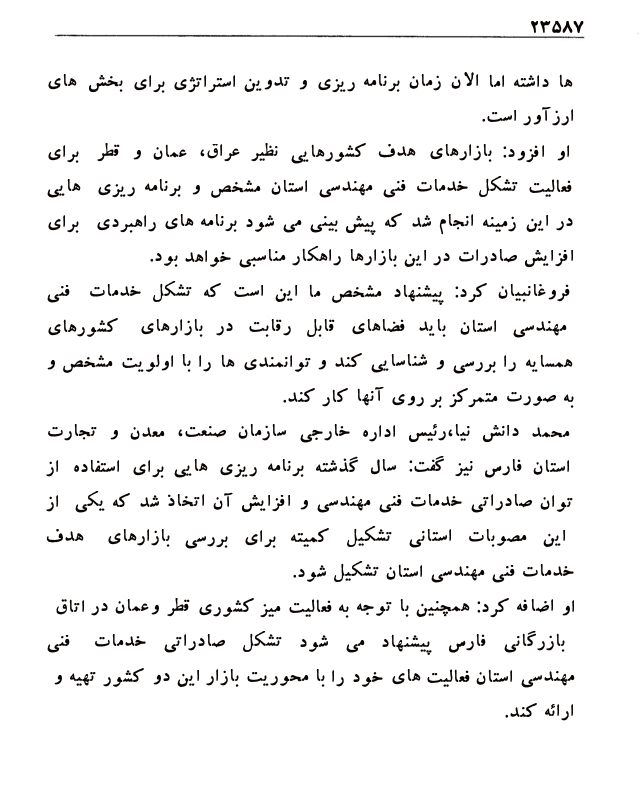 ۲۳۵۸۷
ها داشته اما الان زمان برنامه ریزی و تدوین استراتژی برای بخش های
ارزآور است.
او افزود: بازارهای هدف کشورهایی نظیر عراق، عمان و قطر برای
فعالیت تشکل خدمات فنی مهندسی استان مشخص و برنامه ریزی هایی
در این زمینه انجام شد که پیش بینی می شود برنامه های راهبردی برای
افزایش صادرات در این بازارها راهکار مناسبی خواهد بود.
فروغانبیان کرد: پیشنهاد مشخص ما این است که تشکل خدمات فنی
مهندسی استان باید فضاهای قابل رقابت در بازارهای کشورهای
همسایه را بررسی و شناسایی کند و توانمندی ها را با اولویت مشخص و
به صورت متمرکز بر روی آنها کار کند.
محمد دانش نیا،رئیس اداره خارجی سازمان صنعت، معدن و تجارت
استان فارس نیز گفت: سال گذشته برنامه ریزی هایی برای استفاده از
توان صادراتی خدمات فنی مهندسی و افزایش آن اتخاذ شد که یکی از
این مصوبات استانی تشکیل کمیته برای بررسی بازارهای هدف
خدمات فنی مهندسی استان تشکیل شود.
او اضافه کرد: همچنین با توجه به فعالیت میز کشوری قطر وعمان در اتاق
بازرگانی فارس پیشنهاد می شود تشکل صادراتی خدمات فنی
مهندسی استان فعالیت های خود را با محوریت بازار این دو کشور تهیه و
ارائه کند.